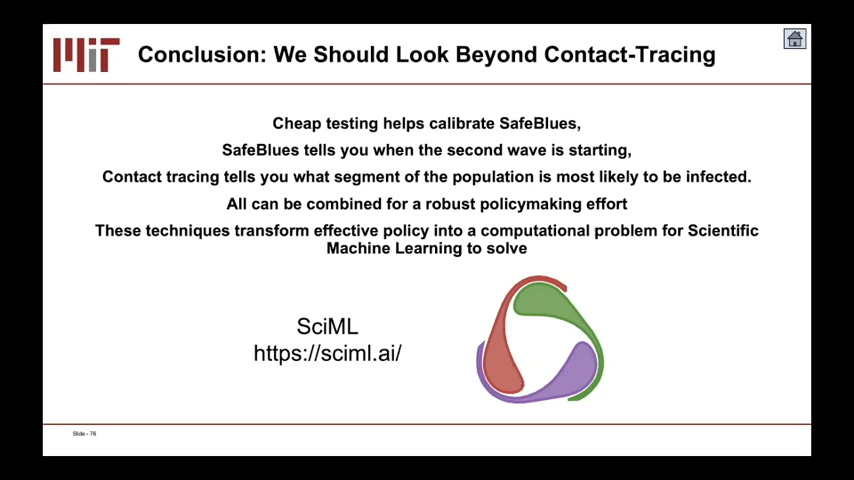 MIT
Conclusion: We Should Look Beyond Contact-Tracing
Cheap testing helps calibrate SafeBlues,
SafeBlues tells you when the second wave is starting,
Contact tracing tells you what segment of the population is most likely to be infected.
All can be combined for a robust policymaking effort
These techniques transform effective policy into a computational problem for Scientific
Machine Learning to solve
SciML
https://sciml.ai/
Slide - 76